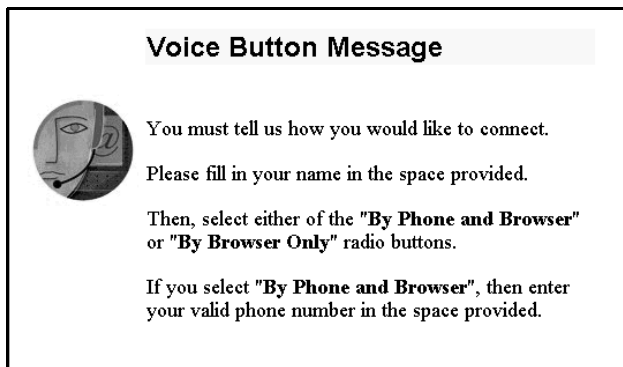 Voice Button Message
You must tell us how you would like to connect.
@
Please fill in your name in the space provided.
Then, select either of the "By Phone and Browser"
or "By Browser Only" radio buttons.
If you select "By Phone and Browser", then enter
your valid phone number in the space provided.